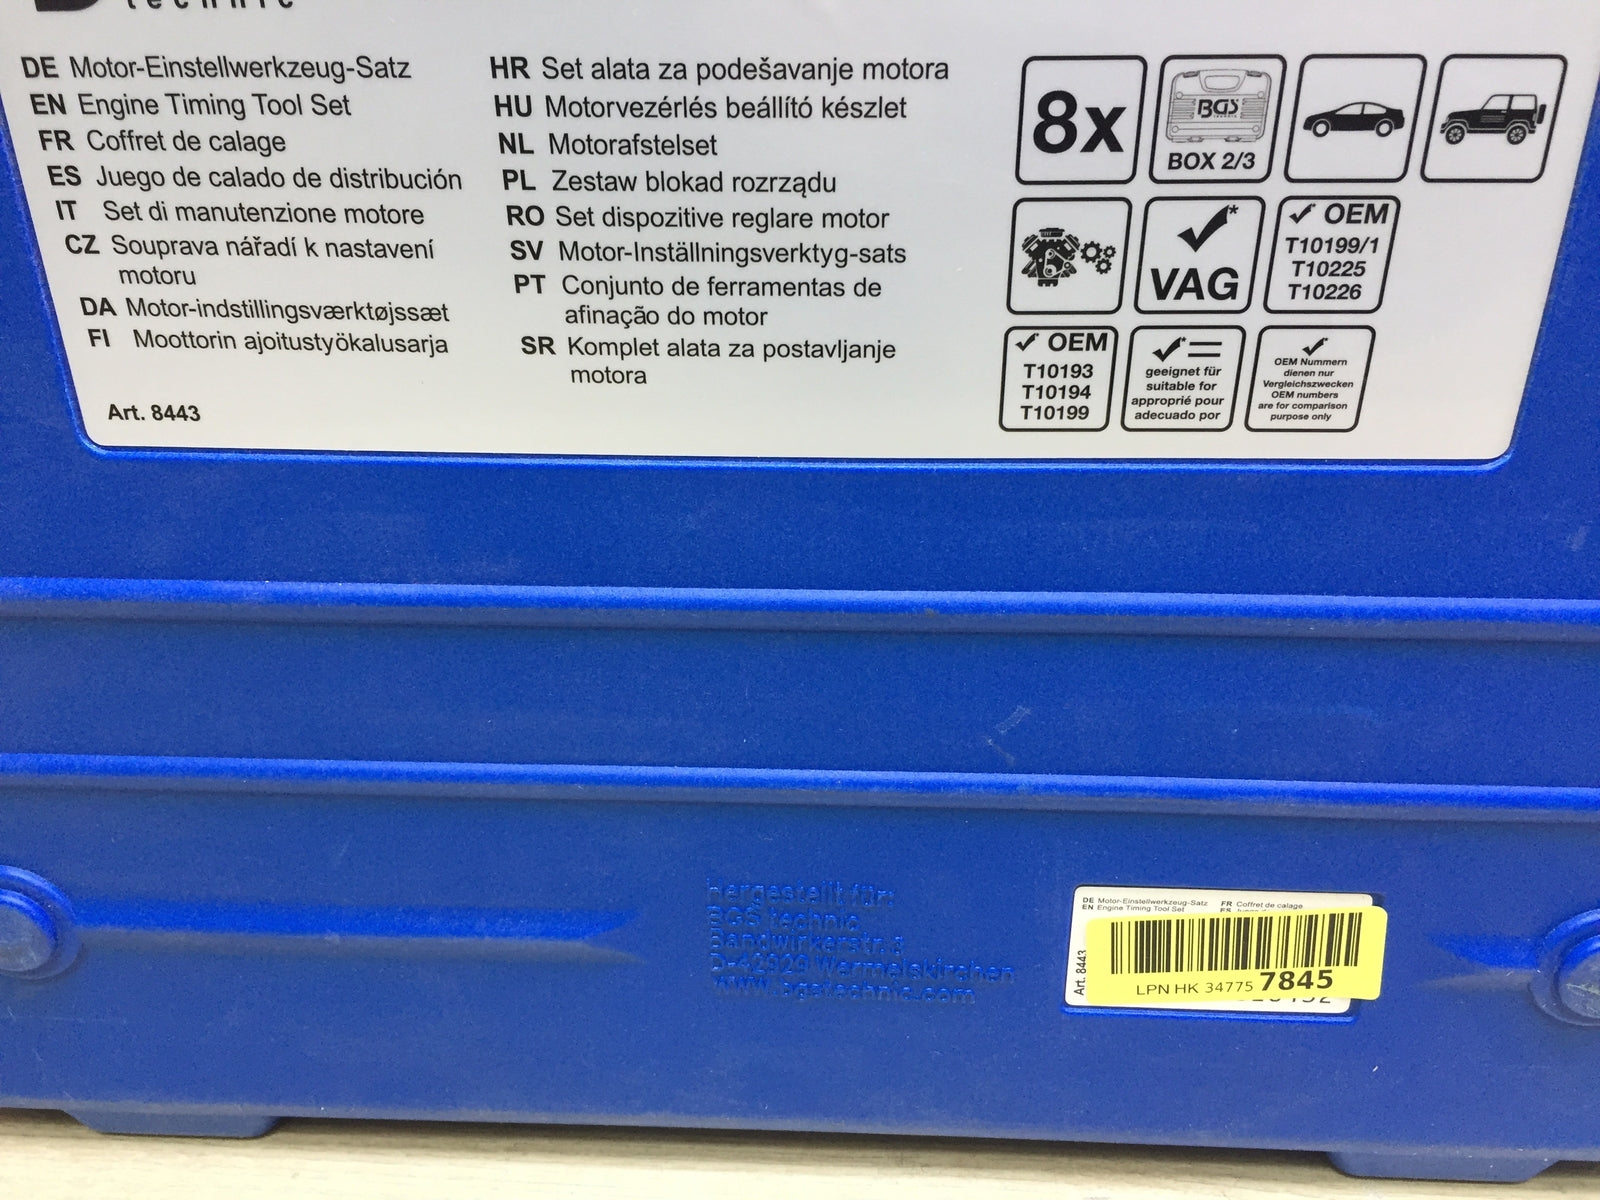 technic
DE Motor-Einstellwerkzeug-Satz
EN Engine Timing Tool Set
FR Coffret de calage
ES Juego de calado de distribución
IT Set di manutenzione motore
CZ Souprava nářadí k nastavení
motoru
DA Motor-indstillingsværktøjssæt
FI Moottorin ajoitustyökalusarja
Art. 8443
HR Set alata za podešavanje motora
HU Motorvezérlés beállító készlet
NL Motorafstelset
PL Zestaw blokad rozrządu
RO Set dispozitive reglare motor
SV Motor-Inställningsverktyg-sats
PT Conjunto de ferramentas de
afinação do motor
SR Komplet alata za postavljanje
motora
8x
BGS
technic
BOX 2/3
✓*
VAG
✓* OEM
T10199/1
T10225
T10226
✓* OEM
T10193
T10194
T10199
✓*=
geeignet für
suitable for
approprié pour
adecuado por
✓*
OEM Nummern
dienen nur
Vergleichszwecken
OEM numbers
are for comparison
purpose only
hergestellt für:
BGS technic
Bandwirkerstr. 3
D-42929 Wermelskirchen
www.bgstechnic.com
DE Motor-Einstellwerkzeug-Satz
EN Engine Timing Tool Set
FR Coffret de calage
Art. 8443
LPN HK 34775 7845